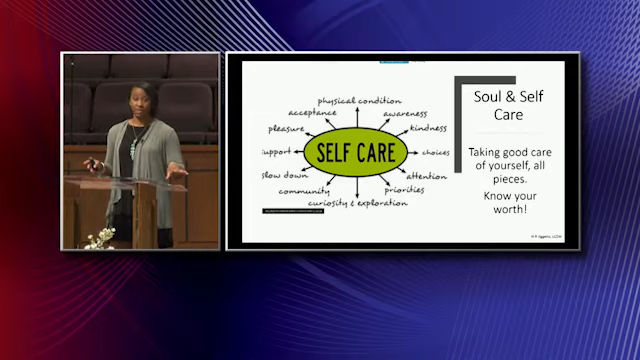 physical condition
acceptance
awareness
pleasure
kindness
SELF CARE
support
choices
slow down
attention
community
priorities
curiosity & exploration
Soul & Self
Care
Taking good care
of yourself, all
pieces.
Know your
worth!